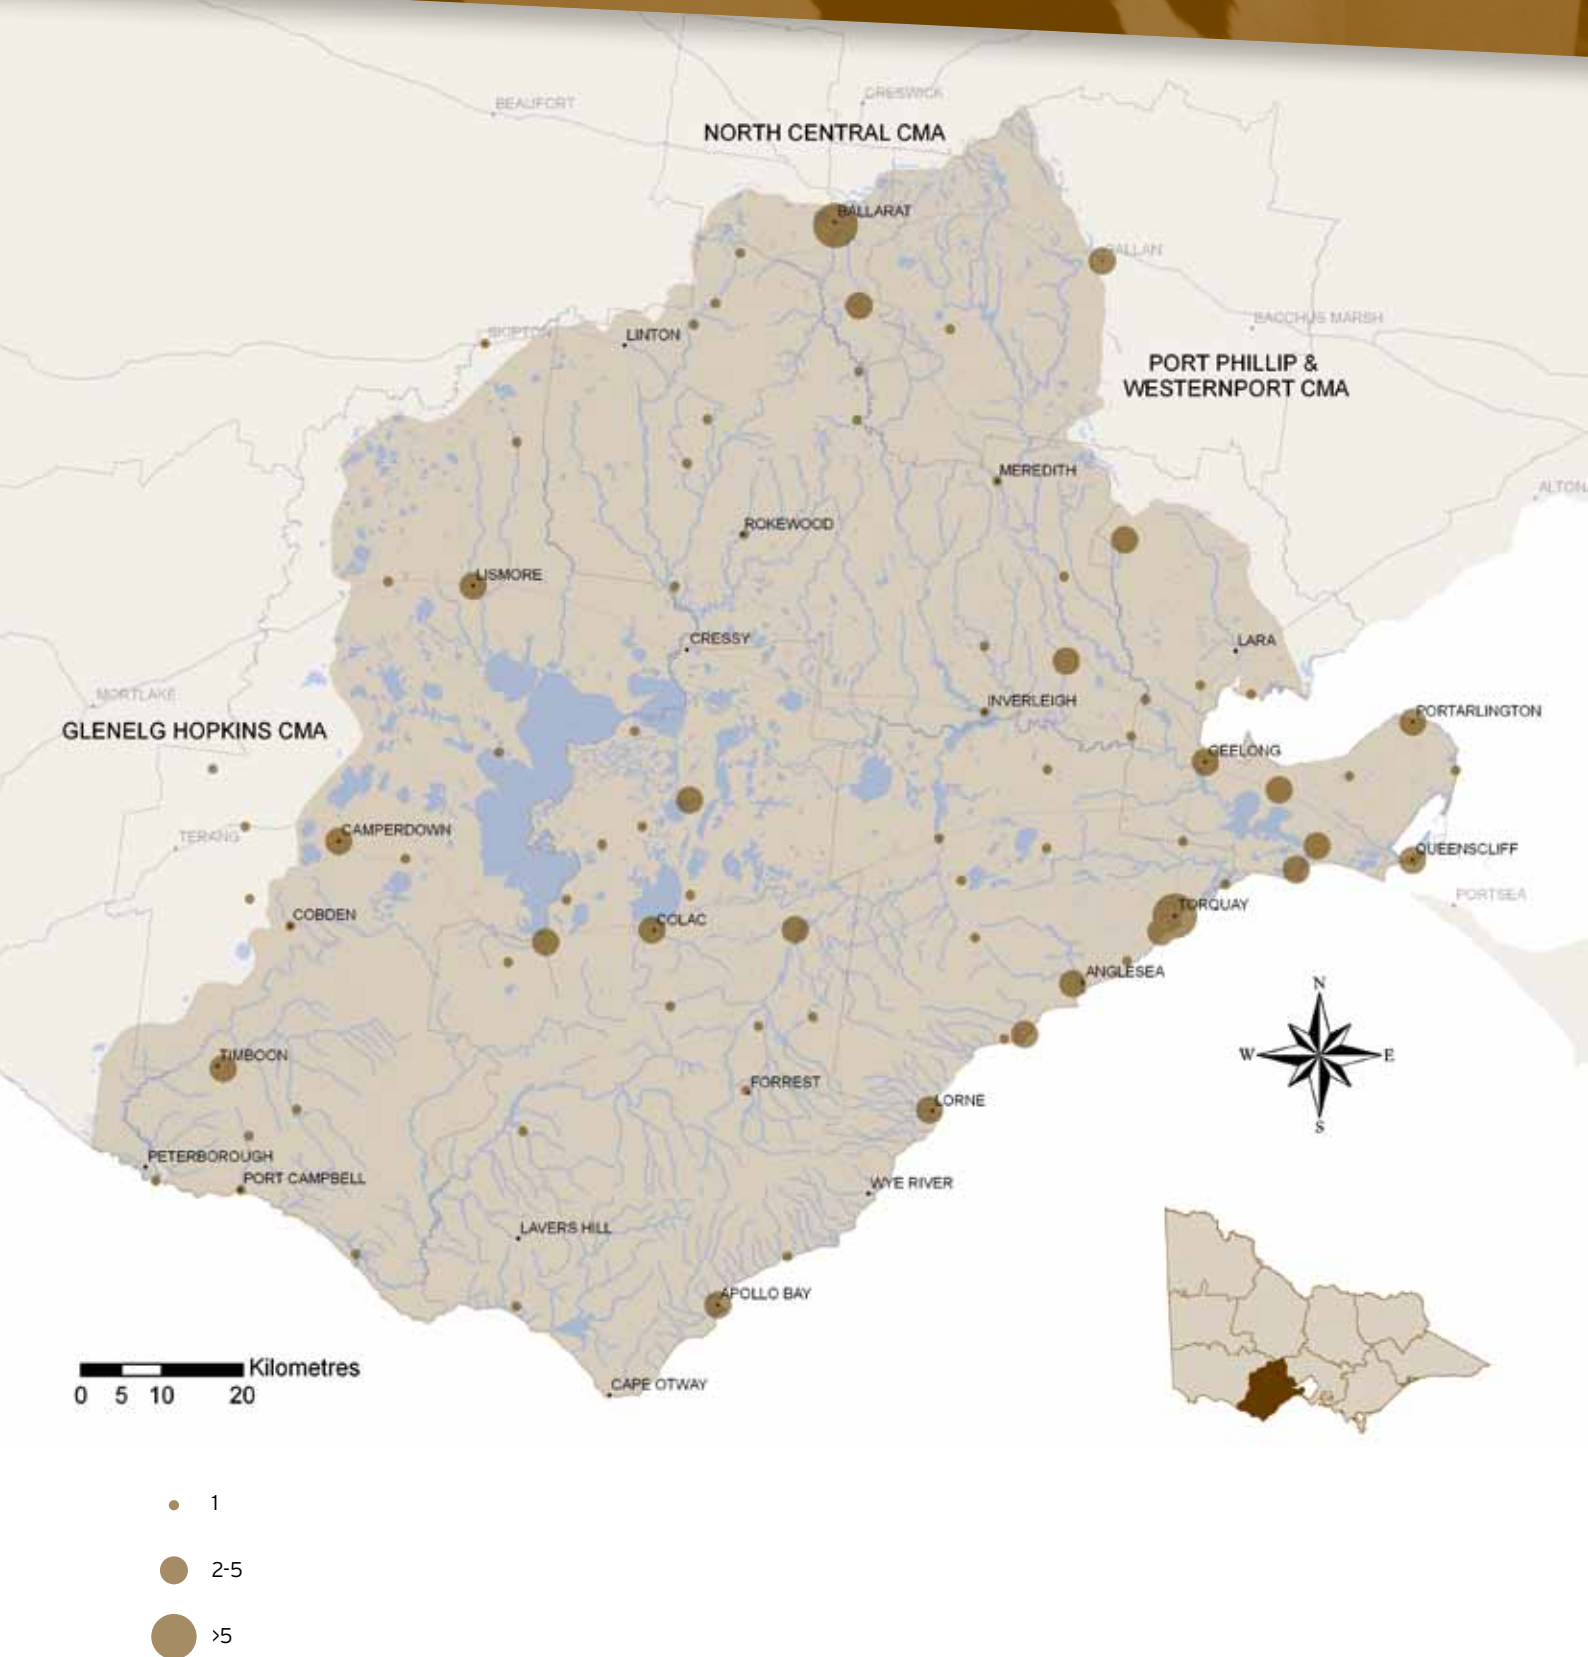 BEAUFORT
CRESWICK
NORTH CENTRAL CMA
BALLARAT
BALLAN
BACCHUS MARSH
SKIPTON
LINTON
PORT PHILLIP &
WESTERNPORT CMA
MEREDITH
ALTON
ROKEWOOD
LISMORE
CRESSY
LARA
MORTLAKE
INVERLEIGH
PORTARLINGTON
GLENELG HOPKINS CMA
GEELONG
CAMPERDOWN
TERANG
QUEENSCLIFF
PORTSEA
TORQUAY
COBDEN
COLAC
ANGLESEA
N
W
E
S
TIMBOON
FORREST
LORNE
PETERBOROUGH
PORT CAMPBELL
WYE RIVER
LAVERS HILL
APOLLO BAY
CAPE OTWAY
Kilometres
0 5 10 20
1
2-5
>5